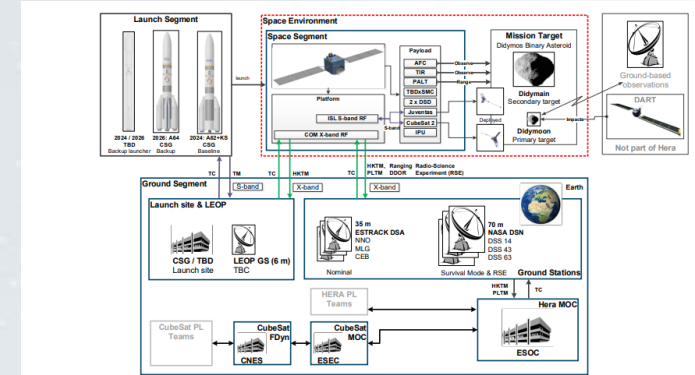 Launch Segment
2024 / 2026
TBD
Backup launcher
2026: A64
CSG
Backup
2024: A62+KS
CSG
Baseline
launch
Space Environment
Space Segment
Platform
ISL S-band RF
COM X-band RF
S-band
Payload
AFC
TIR
PALT
TBDxSMC
2 x DSD
Juventas
CubeSat 2
IPU
Observe
Observe
Range
Deployed
Mission Target
Didymos Binary Asteroid
Didymain
Secondary target
Didymoon
Primary target
Impacts
Ground-based
observations
DART
Not part of Hera
TC
TM
S-band
TC
HKTM
X-band
TC
HKTM,
PLTM
Ranging
DDOR
Radio-Science
Experiment (RSE)
X-band
Ground Segment
Earth
Launch site & LEOP
CSG / TBD
Launch site
LEOP GS (6 m)
TBC
35 m
ESTRACK DSA
NNO
MLG
CEB
Nominal
70 m
NASA DSN
DSS 14
DSS 43
DSS 63
Survival Mode & RSE
Ground Stations
HKTM
PLTM
TC
HERA PL
Teams
Hera MOC
ESOC
CubeSat PL
Teams
CubeSat
FDyn
CNES
CubeSat
MOC
ESEC